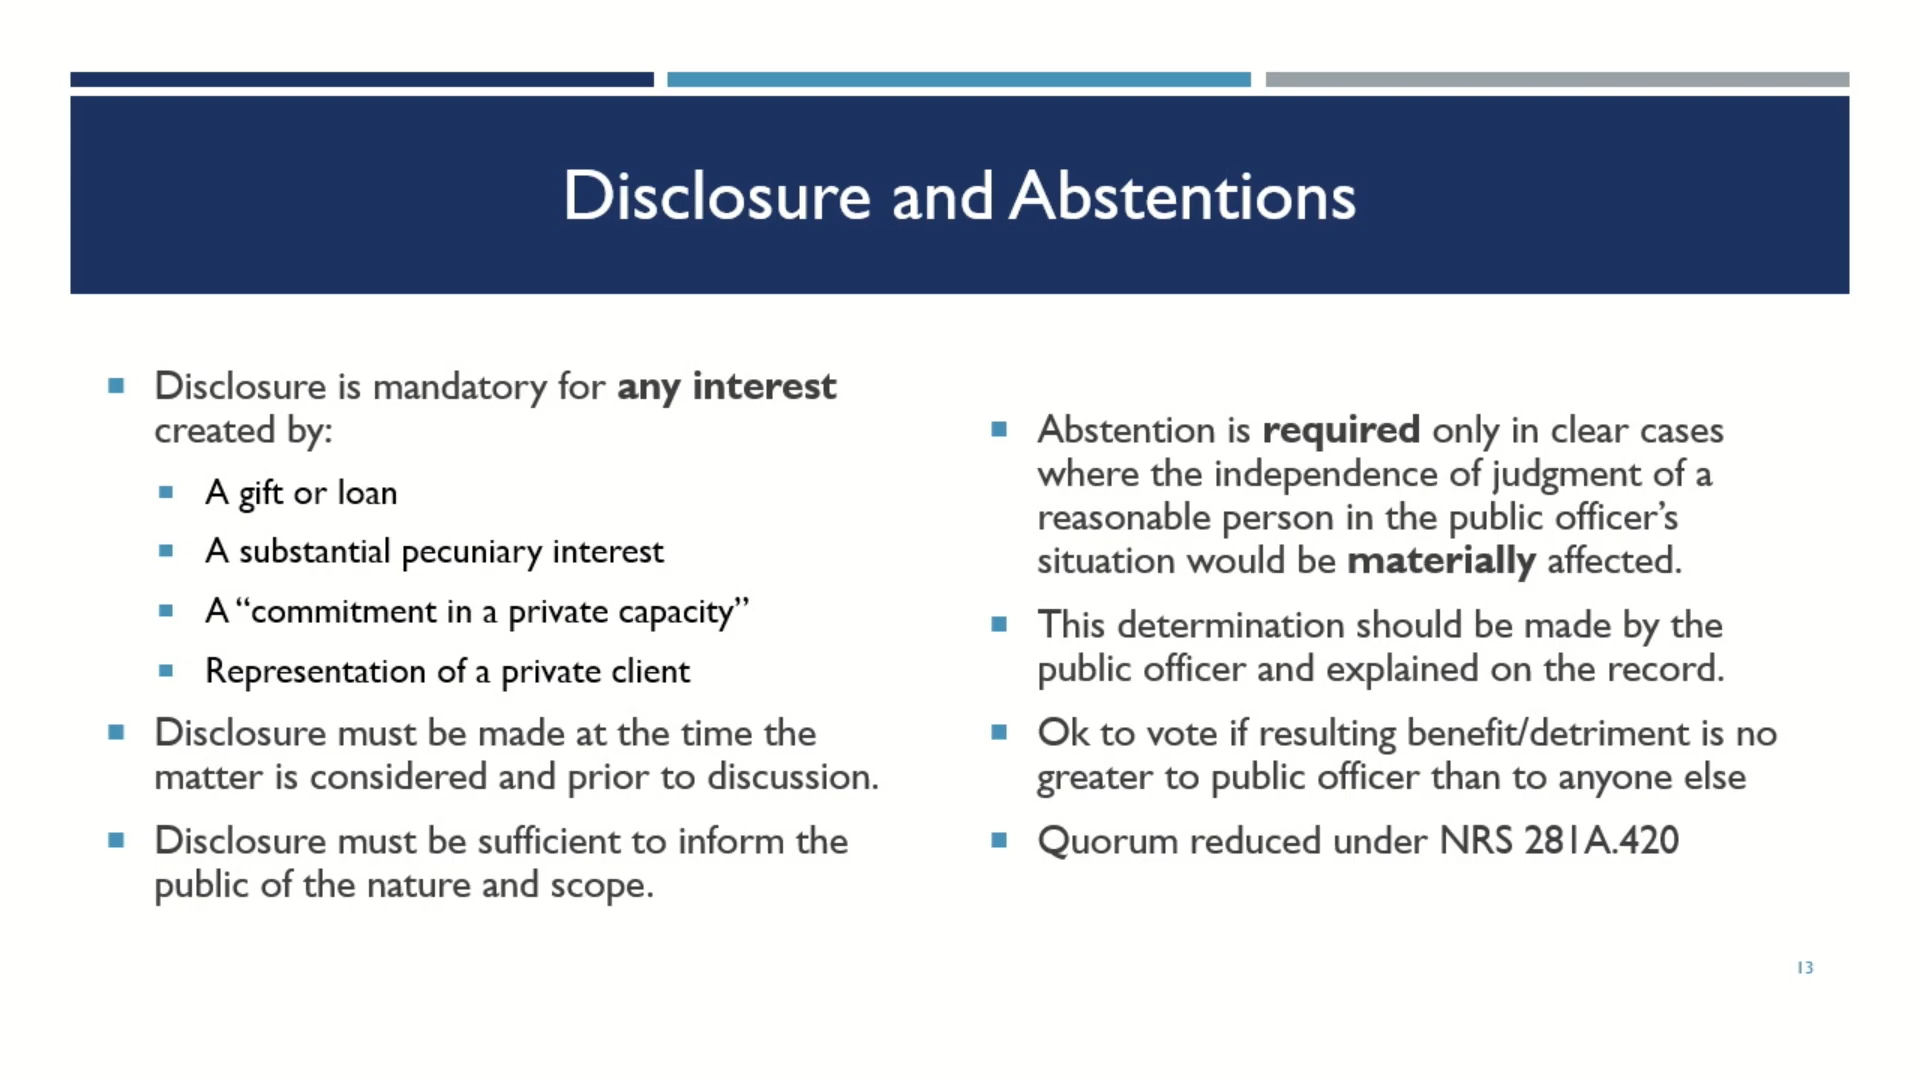 Disclosure and Abstentions
Disclosure is mandatory for any interest
created by:
A gift or loan
A substantial pecuniary interest
A “commitment in a private capacity”
Representation of a private client
Disclosure must be made at the time the
matter is considered and prior to discussion.
Disclosure must be sufficient to inform the
public of the nature and scope.
Abstention is required only in clear cases
where the independence of judgment of a
reasonable person in the public officer’s
situation would be materially affected.
This determination should be made by the
public officer and explained on the record.
Ok to vote if resulting benefit/detriment is no
greater to public officer than to anyone else
Quorum reduced under NRS 281A.420
13